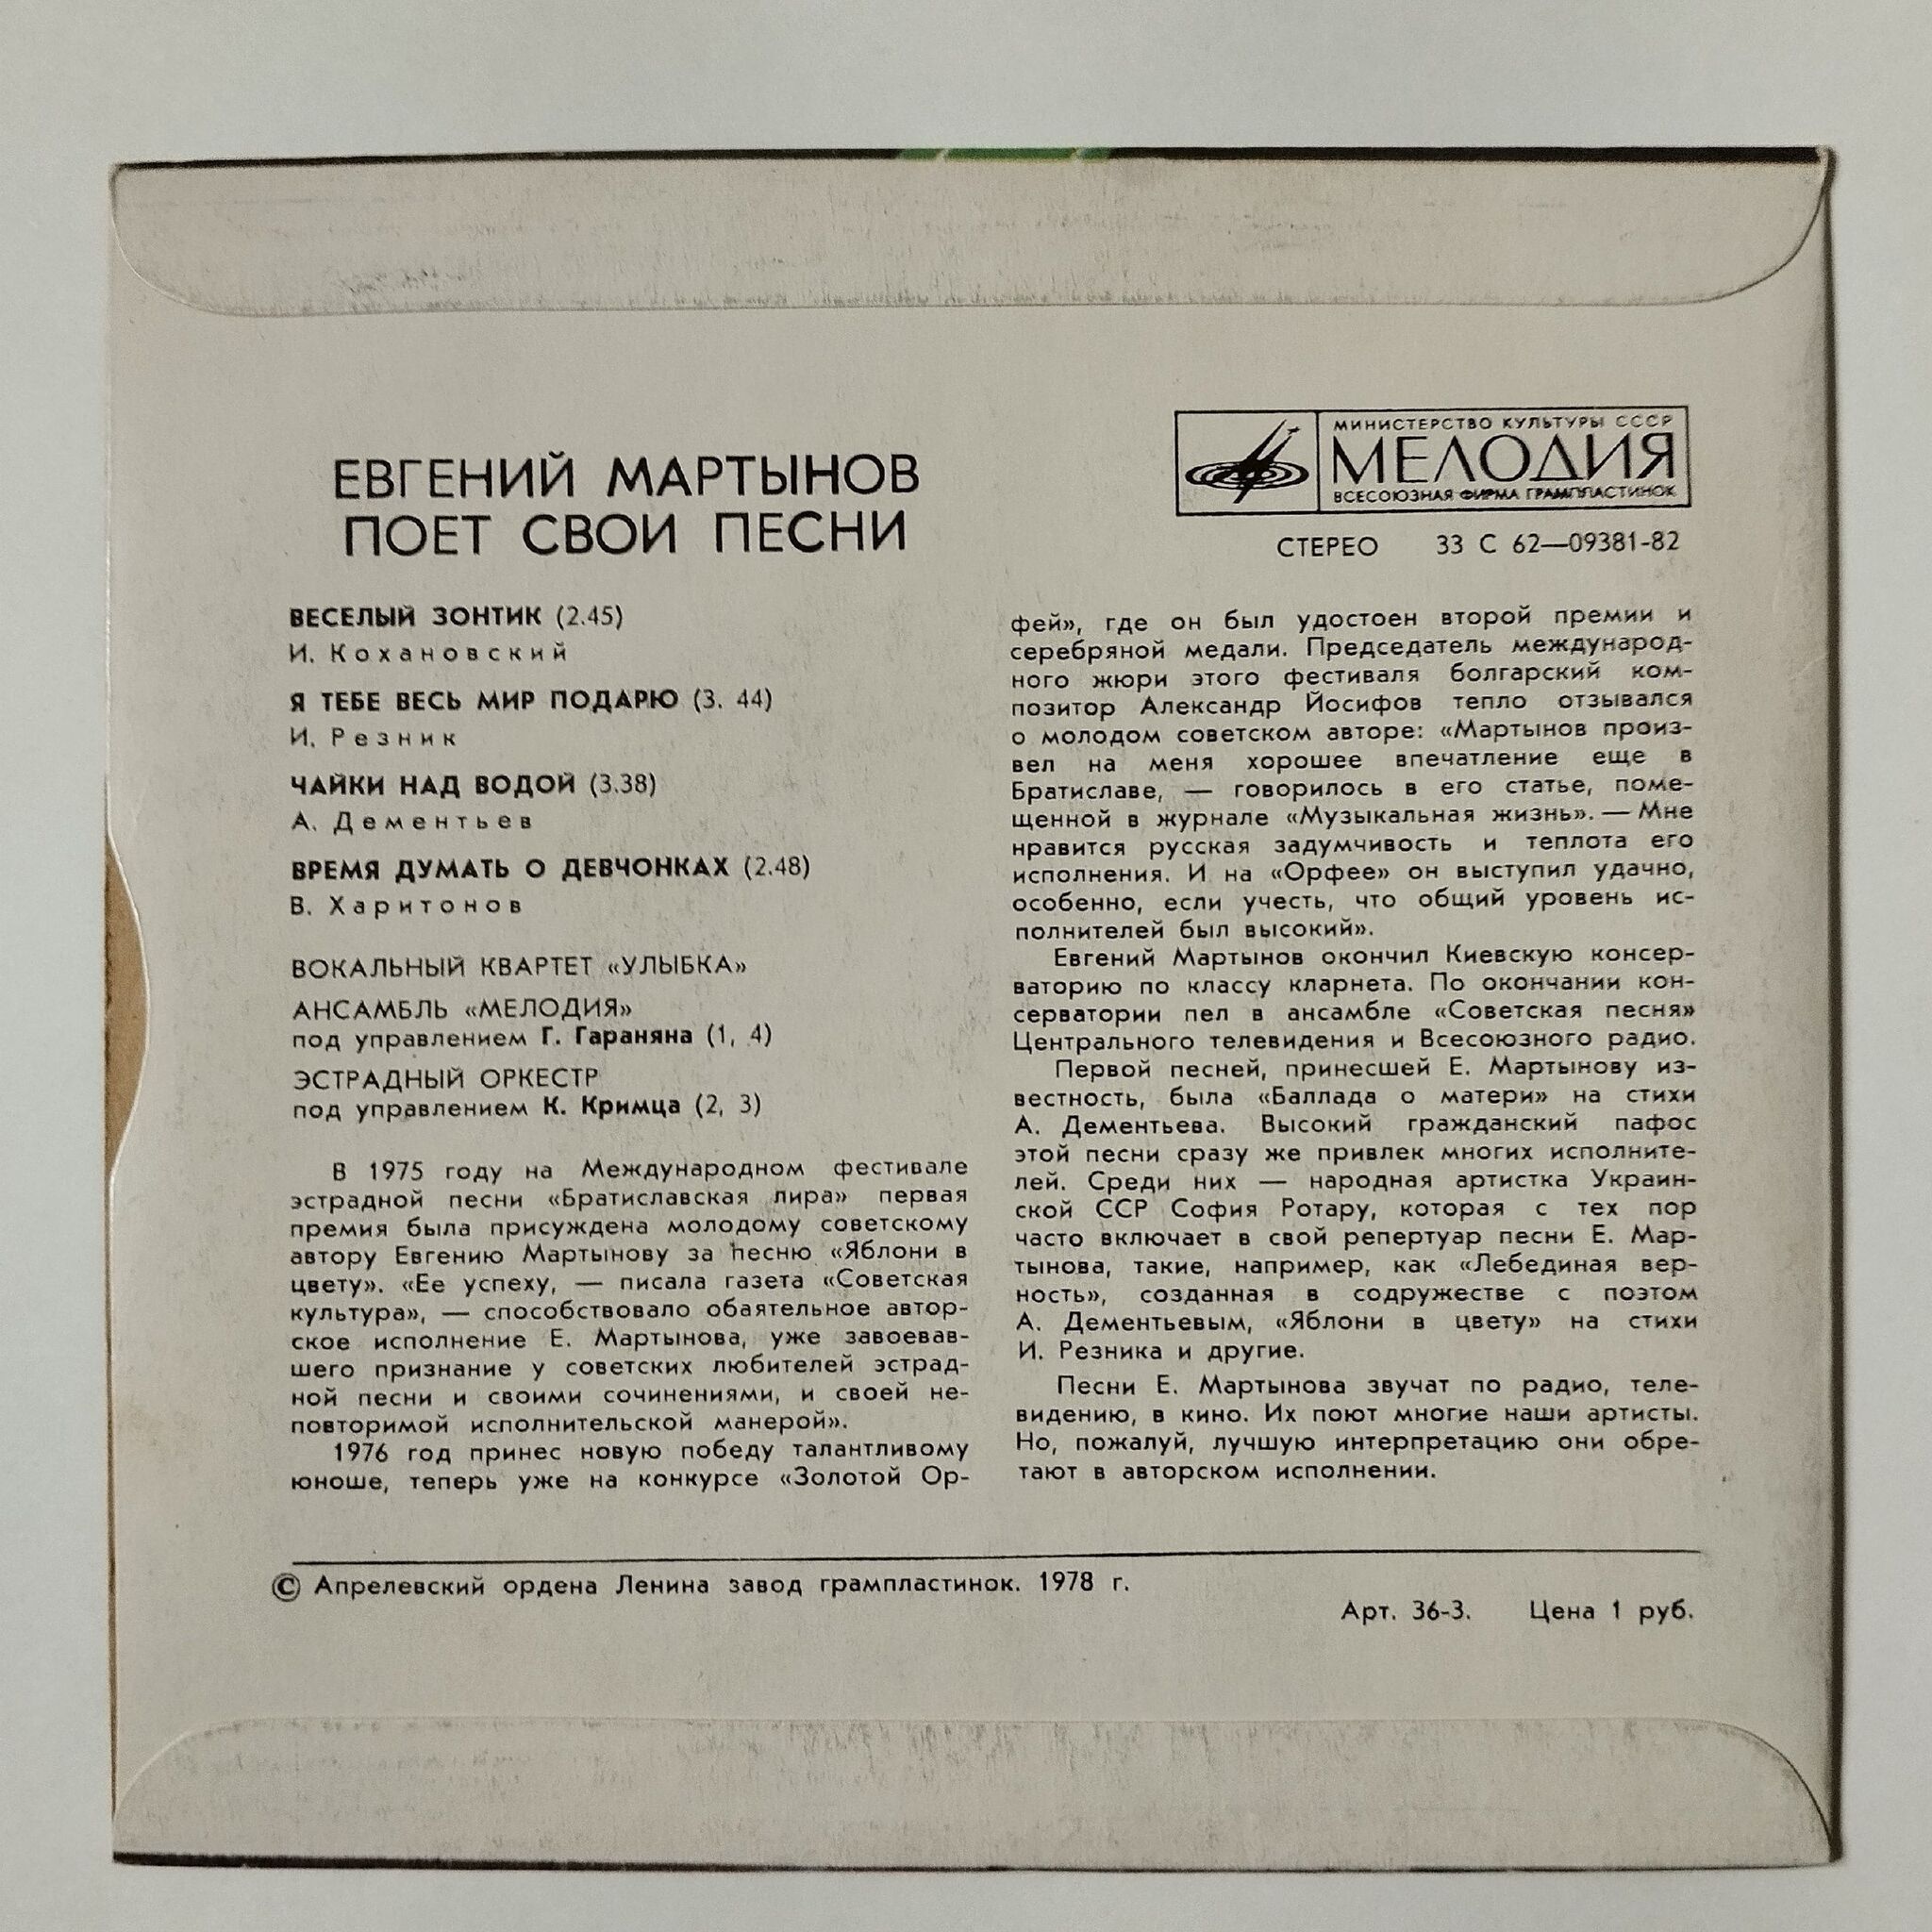 ЕВГЕНИЙ МАРТЫНОВ
ПОЕТ СВОИ ПЕСНИ
МИНИСТЕРСТВО КУЛЬТУРЫ СССР
МЕЛОДИЯ
ВСЕСОЮЗНАЯ ФИРМА ГРАМПЛАСТИНОК
СТЕРЕО 33 С 62—09381-82
ВЕСЕЛЫЙ ЗОНТИК (2.45)
И. Кохановский
Я ТЕБЕ ВЕСЬ МИР ПОДАРЮ (3. 44)
И. Резник
ЧАЙКИ НАД ВОДОЙ (3.38)
А. Дементьев
ВРЕМЯ ДУМАТЬ О ДЕВЧОНКАХ (2.48)
В. Харитонов
ВОКАЛЬНЫЙ КВАРТЕТ «УЛЫБКА»
АНСАМБЛЬ «МЕЛОДИЯ»
под управлением Г. Гараняна (1, 4)
ЭСТРАДНЫЙ ОРКЕСТР
под управлением К. Кримца (2, 3)
В 1975 году на Международном фестивале
эстрадной песни «Братиславская лира» первая
премия была присуждена молодому советскому
автору Евгению Мартынову за песню «Яблони в
цвету». «Ее успеху, — писала газета «Советская
культура», — способствовало обаятельное автор-
ское исполнение Е. Мартынова, уже завоевав-
шего признание у советских любителей эстрад-
ной песни и своими сочинениями, и своей не-
повторимой исполнительской манерой».
1976 год принес новую победу талантливому
юноше, теперь уже на конкурсе «Золотой Ор-
фей», где он был удостоен второй премии и
серебряной медали. Председатель международ-
ного жюри этого фестиваля болгарский ком-
позитор Александр Йосифов тепло отзывался
о молодом советском авторе: «Мартынов произ-
вел на меня хорошее впечатление еще в
Братиславе, — говорилось в его статье, поме-
щенной в журнале «Музыкальная жизнь». — Мне
нравится русская задумчивость и теплота его
исполнения. И на «Орфее» он выступил удачно,
особенно, если учесть, что общий уровень ис-
полнителей был высокий».
Евгений Мартынов окончил Киевскую консер-
ваторию по классу кларнета. По окончании кон-
серватории пел в ансамбле «Советская песня»
Центрального телевидения и Всесоюзного радио.
Первой песней, принесшей Е. Мартынову из-
вестность, была «Баллада о матери» на стихи
А. Дементьева. Высокий гражданский пафос
этой песни сразу же привлек многих исполните-
лей. Среди них — народная артистка Украин-
ской ССР София Ротару, которая с тех пор
часто включает в свой репертуар песни Е. Мар-
тынова, такие, например, как «Лебединая вер-
ность», созданная в содружестве с поэтом
А. Дементьевым, «Яблони в цвету» на стихи
И. Резника и другие.
Песни Е. Мартынова звучат по радио, теле-
видению, в кино. Их поют многие наши артисты.
Но, пожалуй, лучшую интерпретацию они обре-
тают в авторском исполнении.
© Апрелевский ордена Ленина завод грампластинок. 1978 г.
Арт. 36-3. Цена 1 руб.